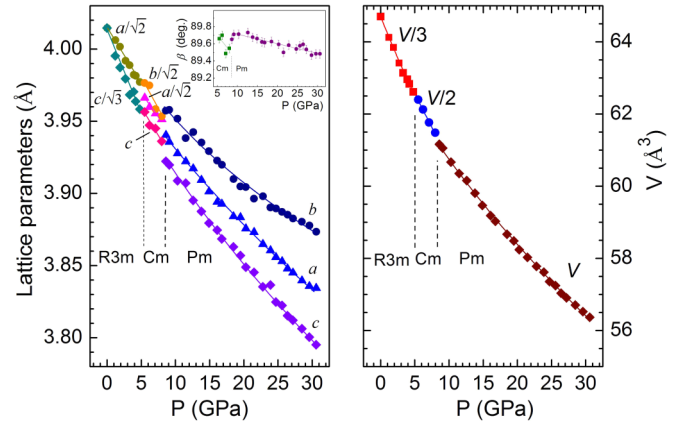 4.00
3.95
3.90
3.85
3.80
Lattice parameters (Å)
0 5 10 15 20 25 30
P (GPa)
a/√2
c/√3
b/√2
a/√2
c
b
a
c
R3m Cm Pm
89.8
89.6
89.4
89.2
β (deg.)
Cm Pm
5 10 15 20 25 30
P (GPa)
V/3
V/2
V
R3m Cm Pm
0 5 10 15 20 25 30
P (GPa)
64
62
60
58
56
V (Å³)